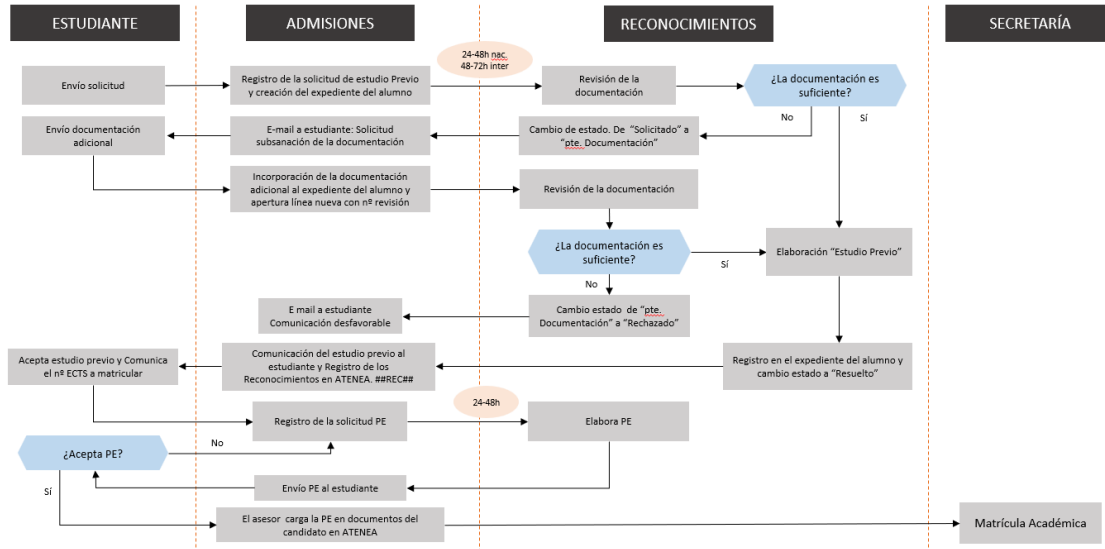 ESTUDIANTE
ADMISIONES
RECONOCIMIENTOS
SECRETARÍA
24-48h nac.
48-72h inter
Envío solicitud
Registro de la solicitud de estudio Previo
y creación del expediente del alumno
Revisión de la
documentación
¿La documentación es
suficiente?
No
Sí
Envío documentación
adicional
E-mail a estudiante: Solicitud
subsanación de la documentación
Cambio de estado. De “Solicitado” a
“pte. Documentación”
Incorporación de la documentación
adicional al expediente del alumno y
apertura línea nueva con nº revisión
Revisión de la documentación
¿La documentación es
suficiente?
Sí
No
Elaboración “Estudio Previo”
E mail a estudiante
Comunicación desfavorable
Cambio estado de “pte.
Documentación” a “Rechazado”
Acepta estudio previo y Comunica
el nº ECTS a matricular
Comunicación del estudio previo al
estudiante y Registro de los
Reconocimientos en ATENEA. ##REC##
Registro en el expediente del alumno y
cambio estado a “Resuelto”
24-48h
Registro de la solicitud PE
Elabora PE
¿Acepta PE?
No
Sí
Envío PE al estudiante
El asesor carga la PE en documentos del
candidato en ATENEA
Matrícula Académica